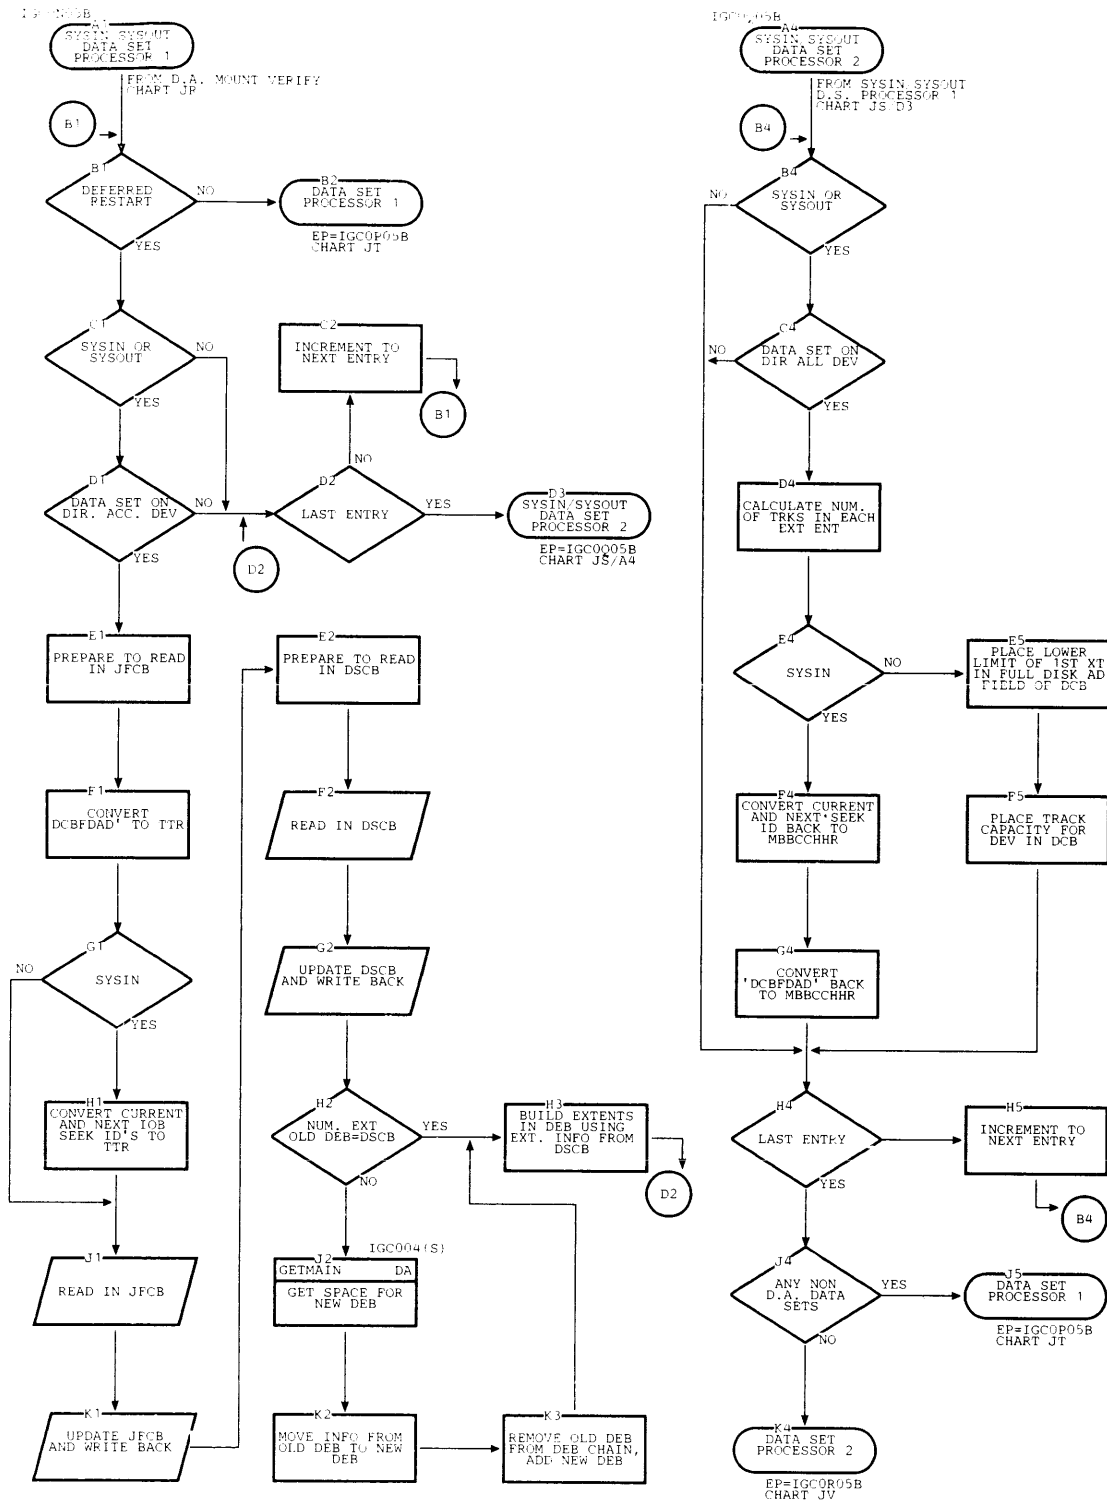 A1
SYSIN SYSOUT
DATA SET
PROCESSOR 1
FROM D.A. MOUNT VERIFY
CHART JR
B1
B1
DEFERRED
RESTART
NO
YES
B2
DATA SET
PROCESSOR 1
EP=IGC0P05B
CHART JT
C1
SYSIN OR
SYSOUT
NO
YES
C2
INCREMENT TO
NEXT ENTRY
B1
D1
DATA SET ON
DIR. ACC. DEV
NO
YES
D2
LAST ENTRY
NO
YES
D2
D3
SYSIN/SYSOUT
DATA SET
PROCESSOR 2
EP=IGC0Q05B
CHART JS/A4
E1
PREPARE TO READ
IN JFCB
E2
PREPARE TO READ
IN DSCB
F1
CONVERT
DCBFDAD' TO TTR
F2
READ IN DSCB
G1
SYSIN
NO
YES
G2
UPDATE DSCB
AND WRITE BACK
H1
CONVERT CURRENT
AND NEXT IOB
SEEK ID'S TO
TTR
H2
NUM. EXT
OLD DEB=DSCB
YES
NO
H3
BUILD EXTENTS
IN DEB USING
EXT. INFO FROM
DSCB
D2
J1
READ IN JFCB
IGC004(S)
J2
GETMAIN DA
GET SPACE FOR
NEW DEB
K1
UPDATE JFCB
AND WRITE BACK
K2
MOVE INFO FROM
OLD DEB TO NEW
DEB
K3
REMOVE OLD DEB
FROM DEB CHAIN,
ADD NEW DEB
A4
SYSIN SYSOUT
DATA SET
PROCESSOR 2
FROM SYSIN SYSOUT
D.S. PROCESSOR 1
CHART JS/D3
B4
B4
SYSIN OR
SYSOUT
NO
YES
C4
DATA SET ON
DIR ALL DEV
NO
YES
D4
CALCULATE NUM.
OF TRKS IN EACH
EXT ENT
E4
SYSIN
NO
YES
E5
PLACE LOWER
LIMIT OF 1ST XT
IN FULL DISK AD
FIELD OF DCB
F4
CONVERT CURRENT
AND NEXT'SEEK
ID BACK TO
MBBCCHHR
F5
PLACE TRACK
CAPACITY FOR
DEV IN DCB
G4
CONVERT
'DCBFDAD' BACK
TO MBBCCHHR
H4
LAST ENTRY
YES
H5
INCREMENT TO
NEXT ENTRY
B4
J4
ANY NON
D.A. DATA
SETS
YES
NO
J5
DATA SET
PROCESSOR 1
EP=IGC0P05B
CHART JT
K4
DATA SET
PROCESSOR 2
EP=IGC0R05B
CHART JV